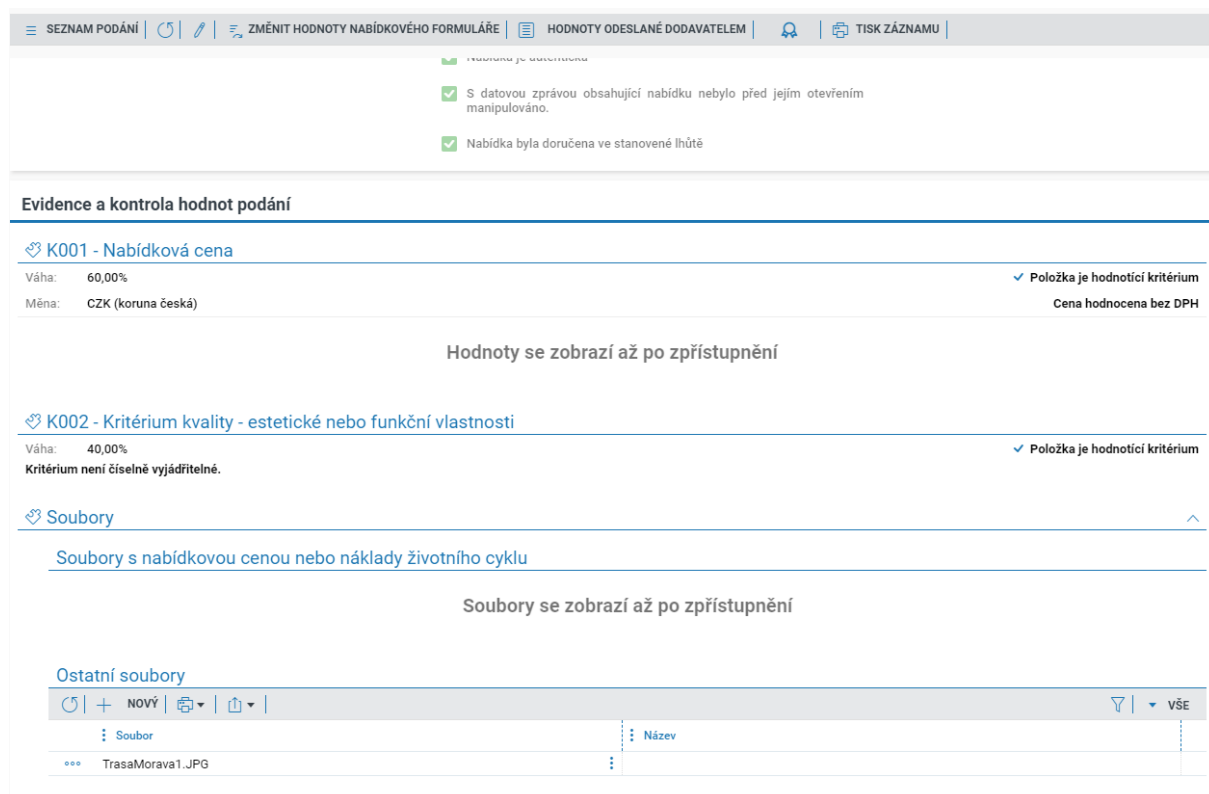 SEZNAM PODÁNÍ ZMĚNIT HODNOTY NABÍDKOVÉHO FORMULÁŘE HODNOTY ODESLANÉ DODAVATELEM TISK ZÁZNAMU
Nabídka je autentická
S datovou zprávou obsahující nabídku nebylo před jejím otevřením
manipulováno.
Nabídka byla doručena ve stanovené lhůtě
Evidence a kontrola hodnot podání
K001 - Nabídková cena
Váha: 60,00% Položka je hodnotící kritérium
Měna: CZK (koruna česká) Cena hodnocena bez DPH
Hodnoty se zobrazí až po zpřístupnění
K002 - Kritérium kvality - estetické nebo funkční vlastnosti
Váha: 40,00% Položka je hodnotící kritérium
Kritérium není číselně vyjádřitelné.
Soubory
Soubory s nabídkovou cenou nebo náklady životního cyklu
Soubory se zobrazí až po zpřístupnění
Ostatní soubory
NOVÝ VŠE
Soubor Název
TrasaMorava1.JPG